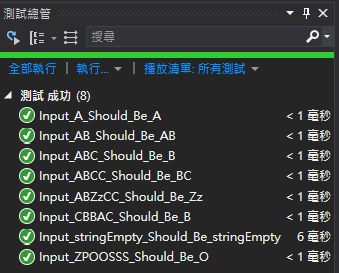 測試總管
搜尋
全部執行 | 執行... | 播放清單: 所有測試
測試 成功 (8)
Input_A_Should_Be_A < 1 毫秒
Input_AB_Should_Be_AB < 1 毫秒
Input_ABC_Should_Be_B < 1 毫秒
Input_ABCC_Should_Be_BC < 1 毫秒
Input_ABZzCC_Should_Be_Zz < 1 毫秒
Input_CBBAC_Should_Be_B < 1 毫秒
Input_stringEmpty_Should_Be_stringEmpty 6 毫秒
Input_ZPOOSSS_Should_Be_O < 1 毫秒